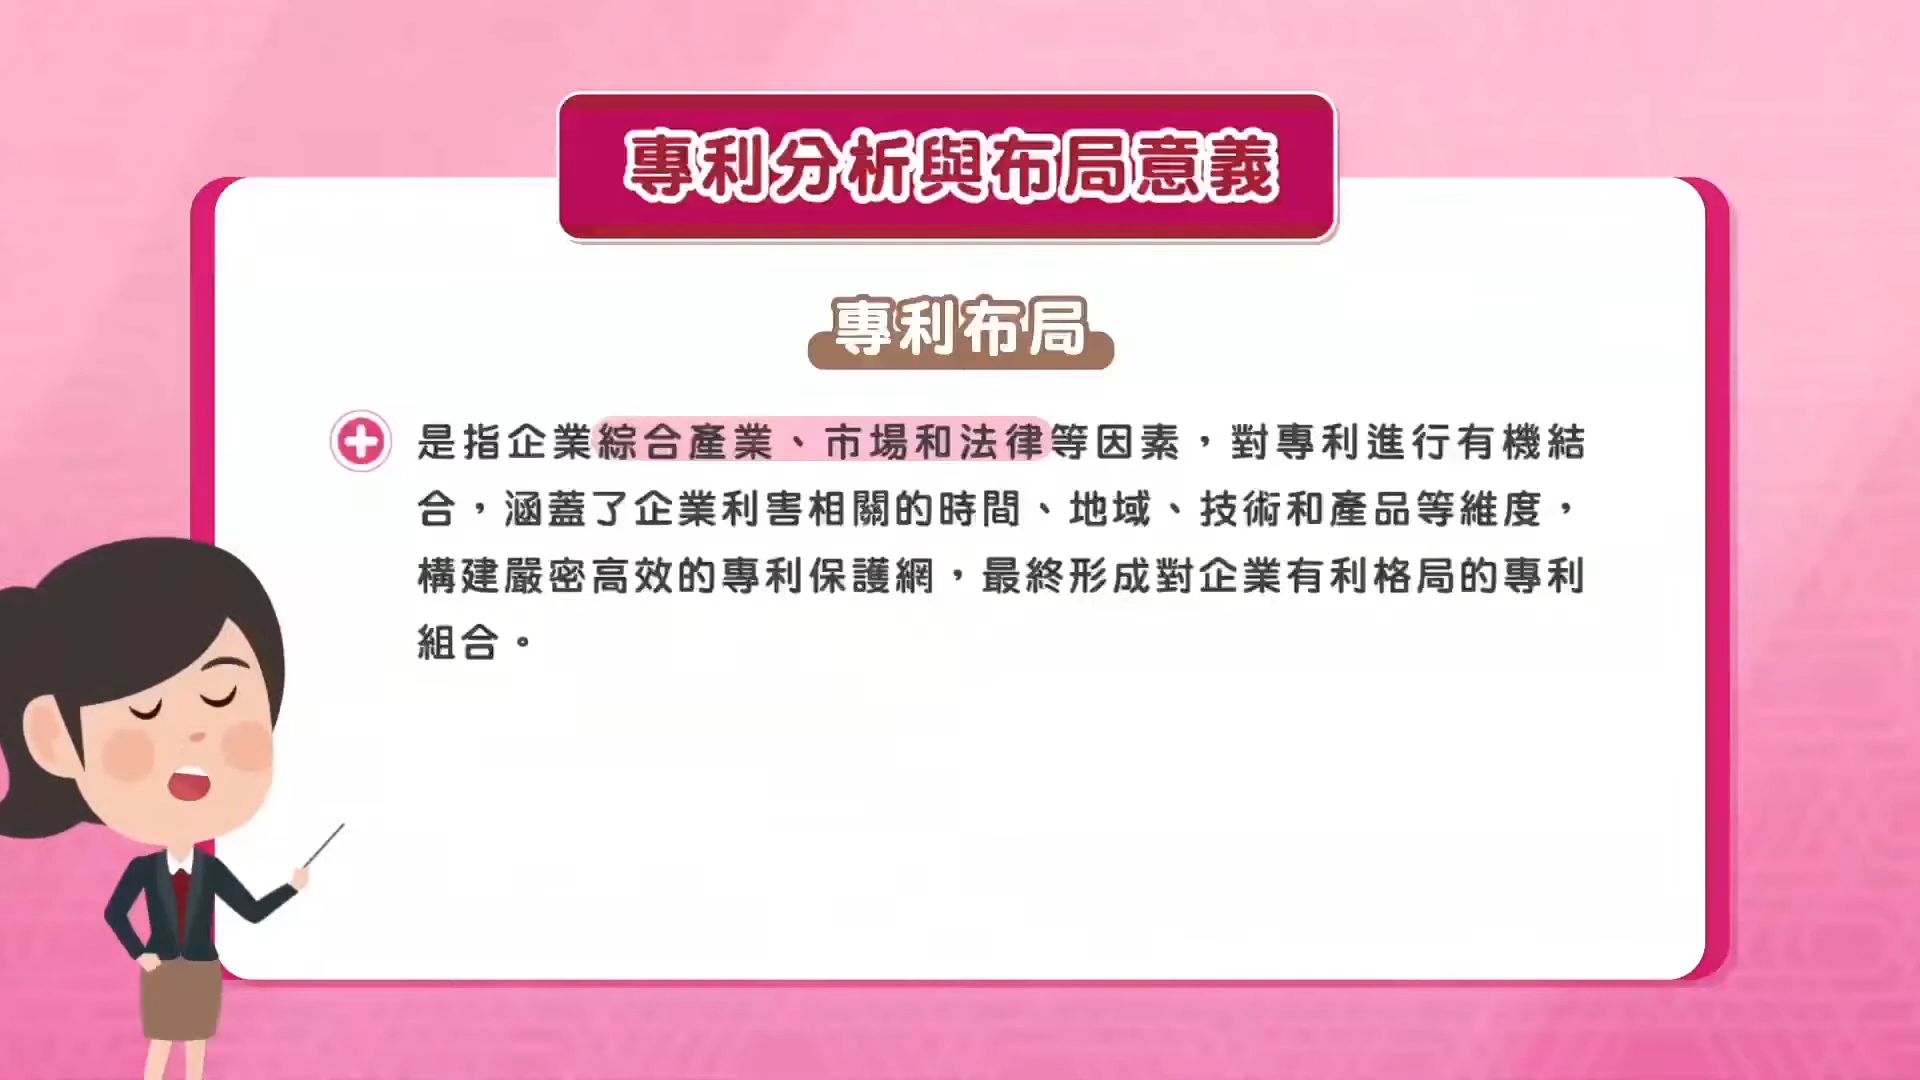 專利分析與布局意義
專利布局
是指企業綜合產業、市場和法律等因素，對專利進行有機結
合，涵蓋了企業利害相關的時間、地域、技術和產品等維度，
構建嚴密高效的專利保護網，最終形成對企業有利格局的專利
組合。